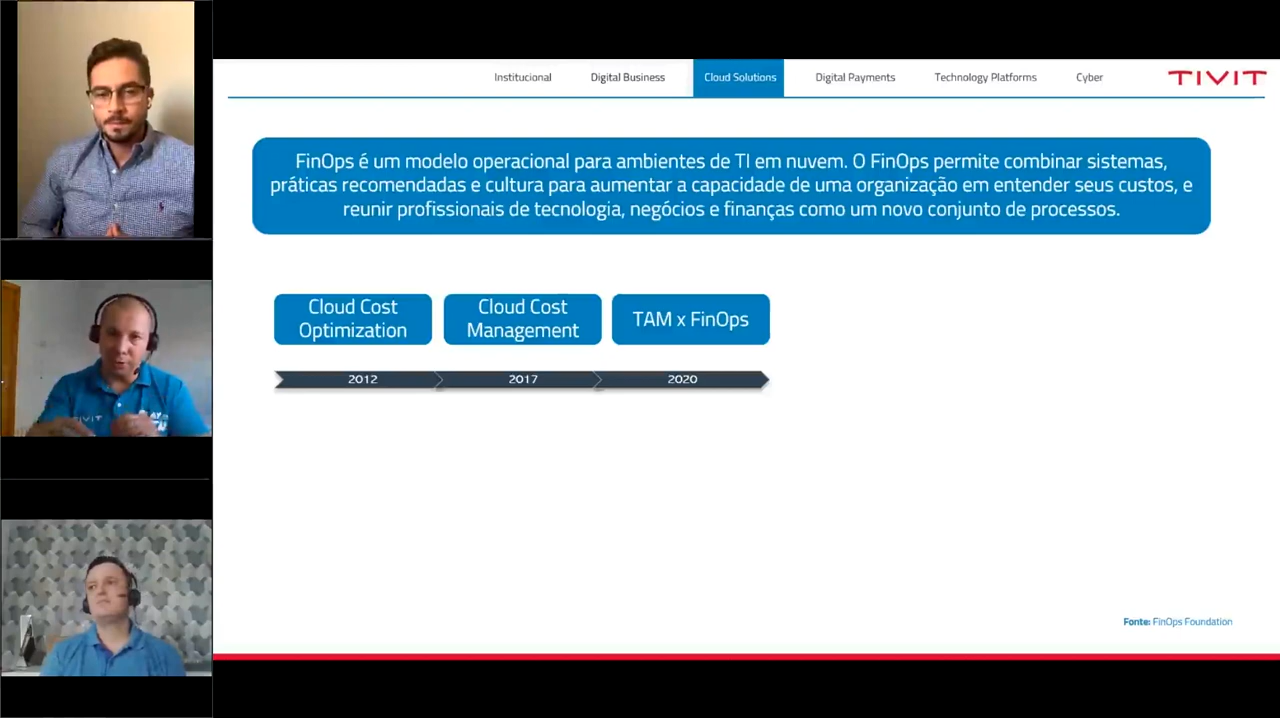 Institucional
Digital Business
Cloud Solutions
Digital Payments
Technology Platforms
Cyber
TIVIT
FinOps é um modelo operacional para ambientes de TI em nuvem. O FinOps permite combinar sistemas,
práticas recomendadas e cultura para aumentar a capacidade de uma organização em entender seus custos, e
reunir profissionais de tecnologia, negócios e finanças como um novo conjunto de processos.
Cloud Cost
Optimization
Cloud Cost
Management
TAM x FinOps
2012
2017
2020
TIVIT
Fonte: FinOps Foundation